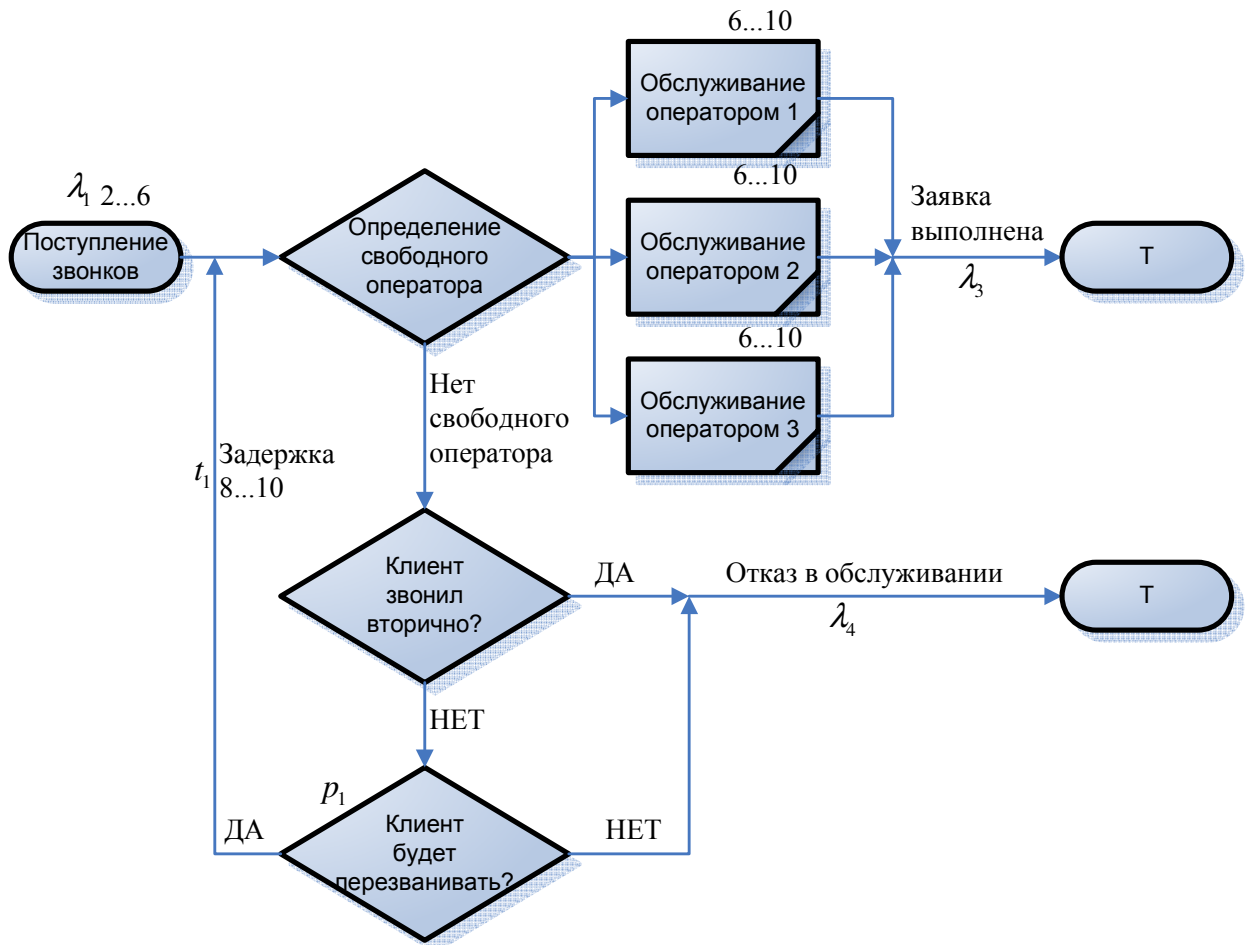 6...10
Обслуживание
оператором 1
λ₁ 2...6
Поступление
звонков
Определение
свободного
оператора
6...10
Обслуживание
оператором 2
Заявка
выполнена
λ₃
Т
6...10
Обслуживание
оператором 3
Нет
свободного
оператора
t₁ Задержка
8...10
Клиент
звонил
вторично?
ДА
Отказ в обслуживании
λ₄
Т
НЕТ
p₁
ДА
Клиент
будет
перезванивать?
НЕТ